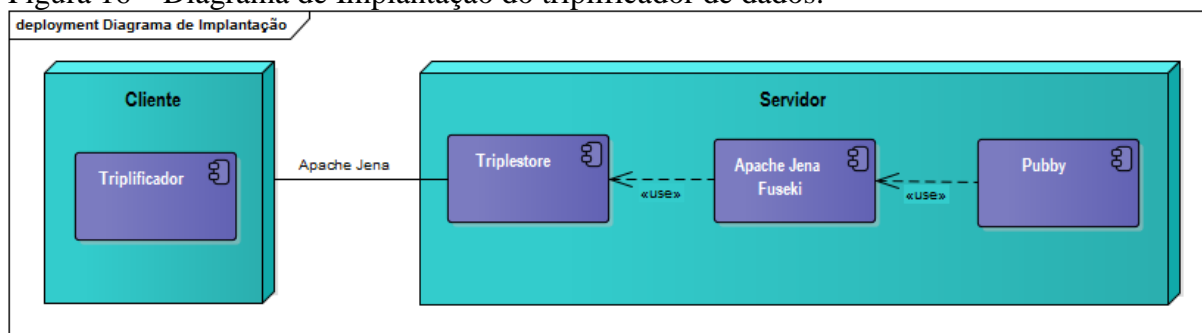 Figura 16 – Diagrama de Implantação do triplificador de dados.
deployment Diagrama de Implantação
Cliente
Triplificador
Apache Jena
Servidor
Triplestore
«use»
Apache Jena
Fuseki
«use»
Pubby